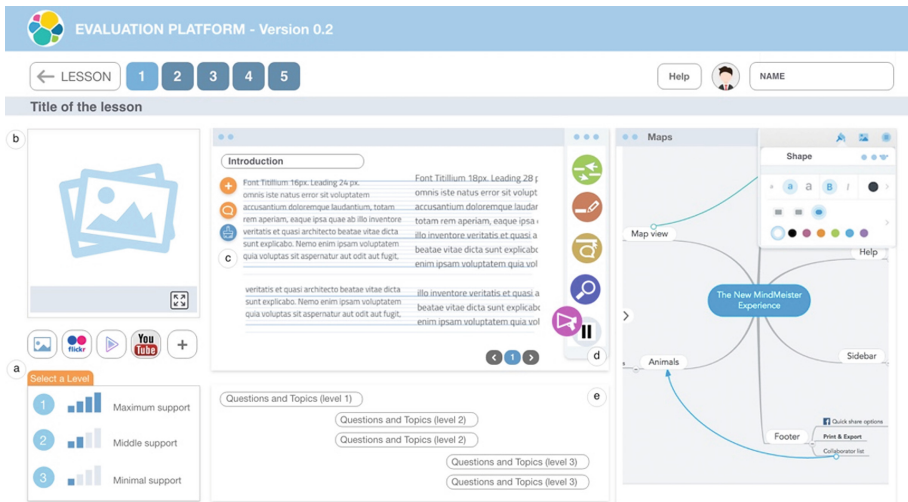 EVALUATION PLATFORM - Version 0.2
LESSON
1
2
3
4
5
Help
NAME
Title of the lesson
b
flickr
You
Tube
a
Select a Level
1
Maximum support
2
Middle support
3
Minimal support
Introduction
Font Titillium 16px. Leading 24 px.
omnis iste natus error sit voluptatem
accusantium doloremque laudantium, totam
rem aperiam, eaque ipsa quae ab illo inventore
veritatis et quasi architecto beatae vitae dicta
sunt explicabo. Nemo enim ipsam voluptatem
quia voluptas sit aspernatur aut odit aut fugit,
c
veritatis et quasi architecto beatae vitae dicta
sunt explicabo. Nemo enim ipsam voluptatem
quia voluptas sit aspernatur aut odit aut fugit,
Font Titillium 18px. Leading 28 p
omnis iste natus error sit volupt
accusantium doloremque laudar
totam rem aperiam, eaque ipsa
illo inventore veritatis et quasi a
beatae vitae dicta sunt explicabo
enim ipsam voluptatem quia vol
illo inventore veritatis et quasi a
beatae vitae dicta sunt explicabo
enim ipsam voluptatem quia vol
1
d
Questions and Topics (level 1)
Questions and Topics (level 2)
Questions and Topics (level 2)
Questions and Topics (level 3)
Questions and Topics (level 3)
e
Maps
Shape
a a B I
Map view
Help
The New MindMeister
Experience
Animals
Sidebar
Footer
Quick share options
Print & Export
Collaborator list